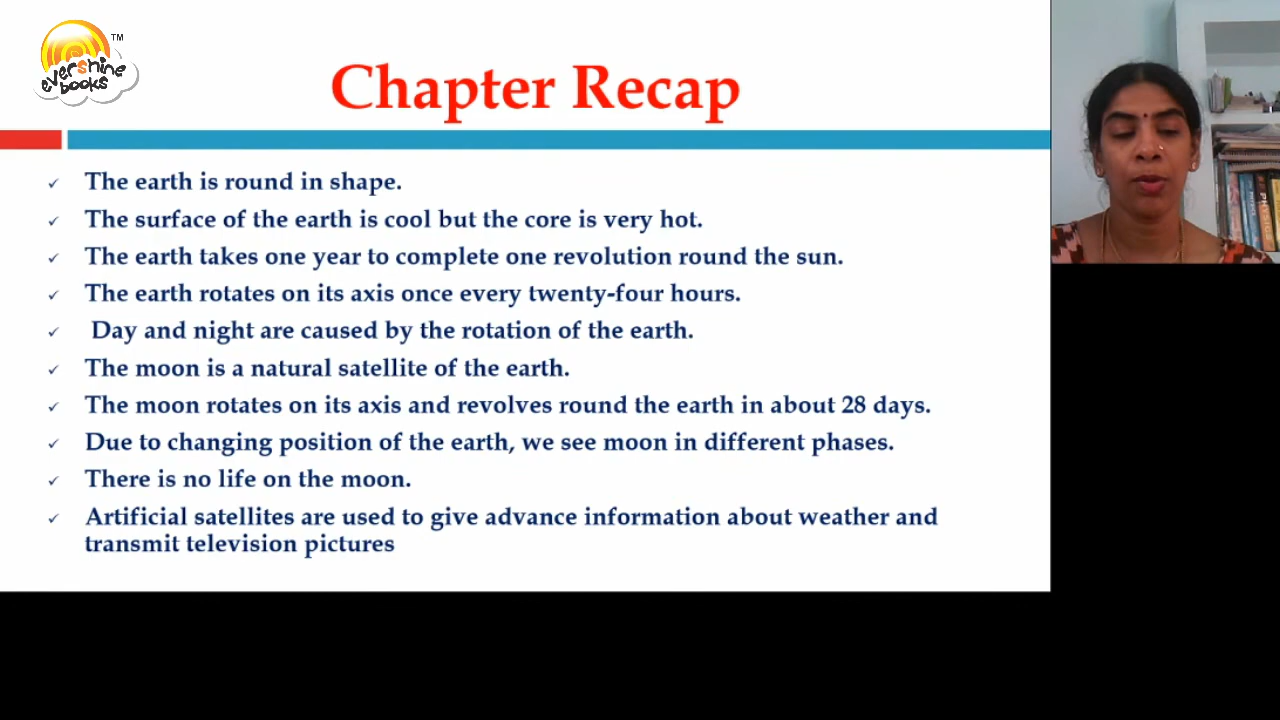 evershine
books
TM
Chapter Recap
✓ The earth is round in shape.
✓ The surface of the earth is cool but the core is very hot.
✓ The earth takes one year to complete one revolution round the sun.
✓ The earth rotates on its axis once every twenty-four hours.
✓ Day and night are caused by the rotation of the earth.
✓ The moon is a natural satellite of the earth.
✓ The moon rotates on its axis and revolves round the earth in about 28 days.
✓ Due to changing position of the earth, we see moon in different phases.
✓ There is no life on the moon.
✓ Artificial satellites are used to give advance information about weather and
transmit television pictures
PHYSICS